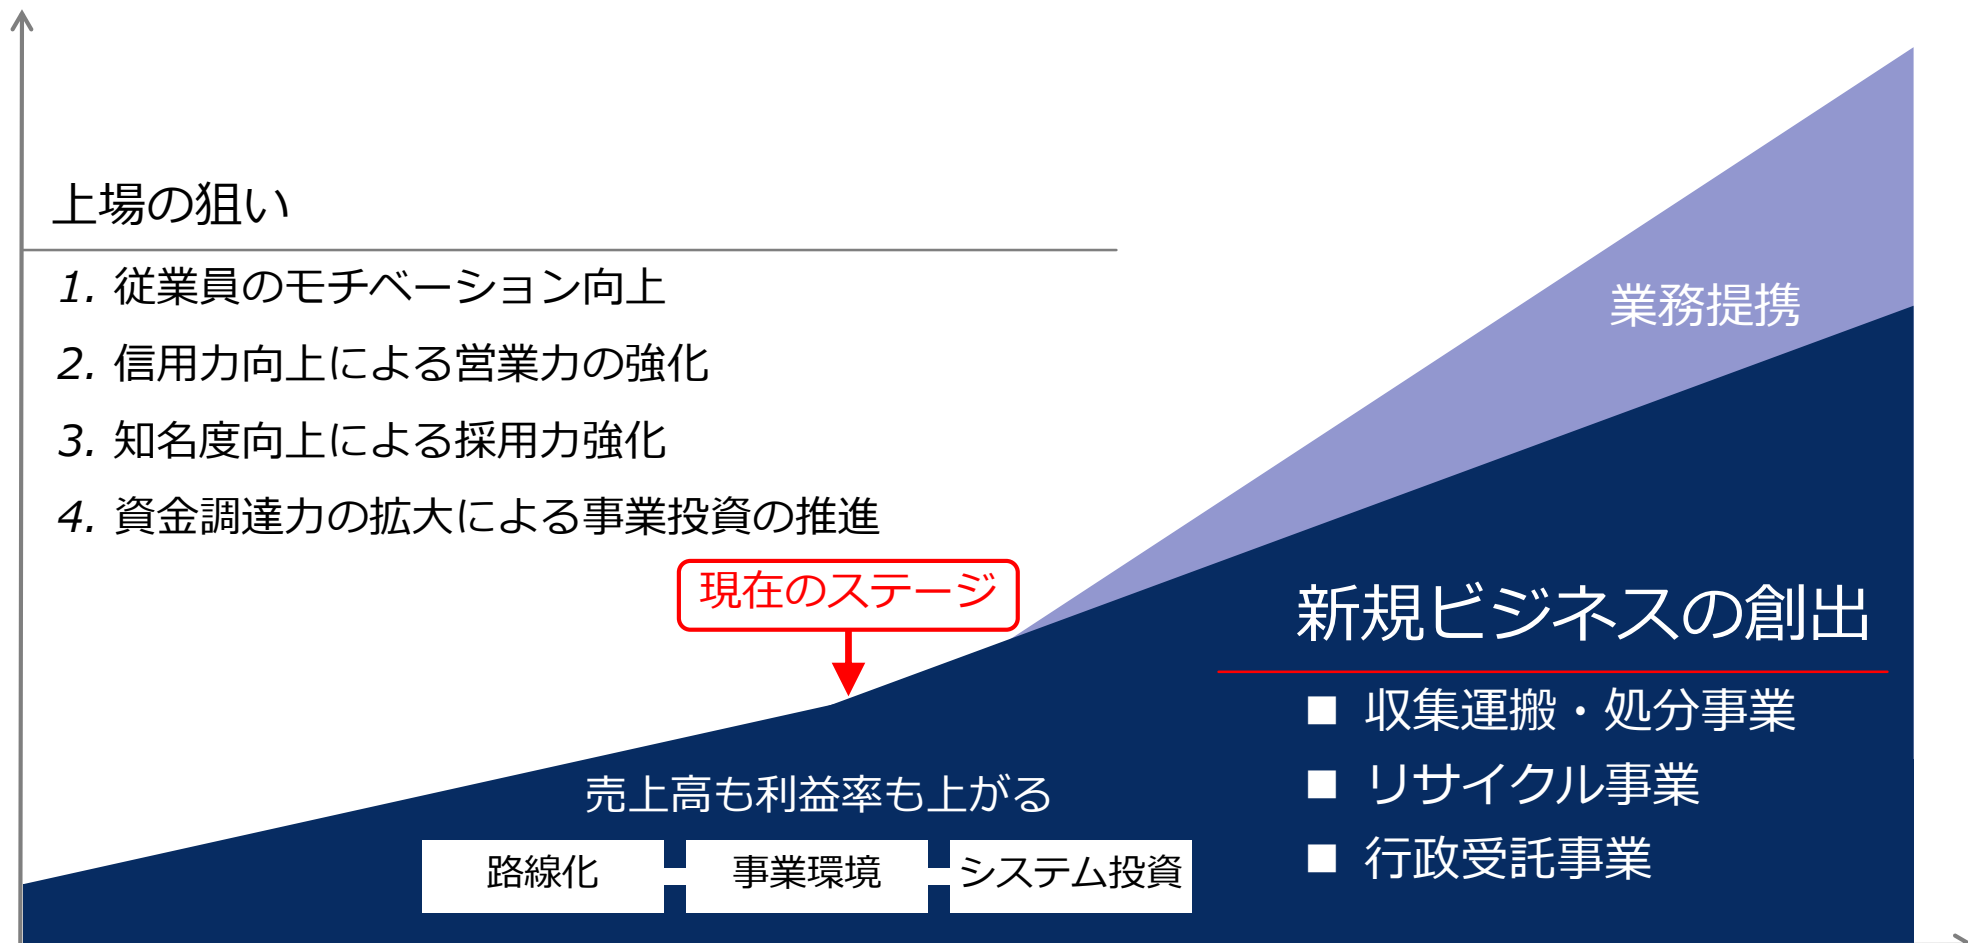 上場の狙い
1. 従業員のモチベーション向上
2. 信用力向上による営業力の強化
3. 知名度向上による採用力強化
4. 資金調達力の拡大による事業投資の推進
現在のステージ
業務提携
新規ビジネスの創出
■ 収集運搬・処分事業
■ リサイクル事業
■ 行政受託事業
売上高も利益率も上がる
路線化 事業環境 システム投資